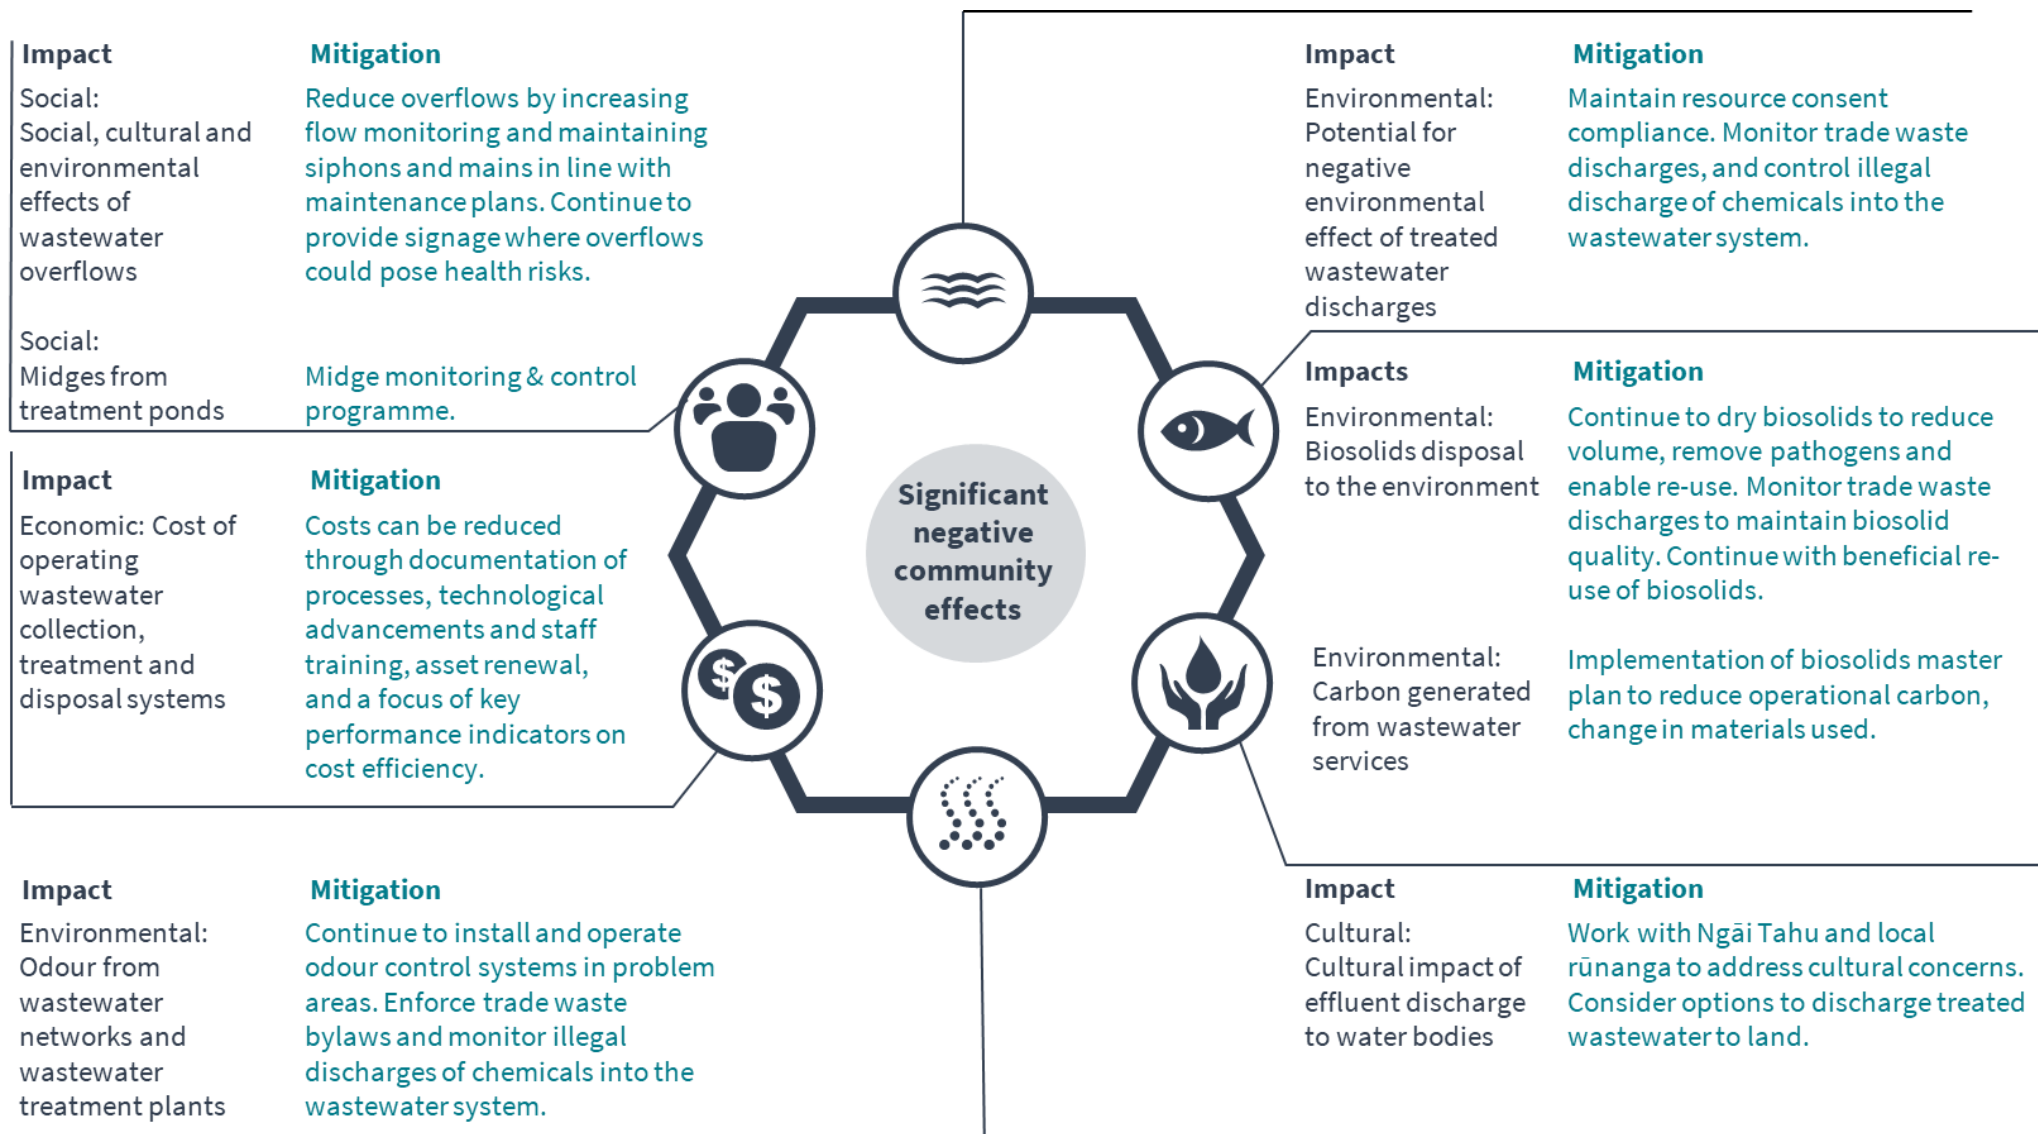 Impact
Mitigation
Social:
Social, cultural and
environmental
effects of
wastewater
overflows
Reduce overflows by increasing
flow monitoring and maintaining
siphons and mains in line with
maintenance plans. Continue to
provide signage where overflows
could pose health risks.
Social:
Midges from
treatment ponds
Midge monitoring & control
programme.
Impact
Mitigation
Economic: Cost of
operating
wastewater
collection,
treatment and
disposal systems
Costs can be reduced
through documentation of
processes, technological
advancements and staff
training, asset renewal,
and a focus of key
performance indicators on
cost efficiency.
Impact
Mitigation
Environmental:
Odour from
wastewater
networks and
wastewater
treatment plants
Continue to install and operate
odour control systems in problem
areas. Enforce trade waste
bylaws and monitor illegal
discharges of chemicals into the
wastewater system.
Significant
negative
community
effects
$
$
Impact
Mitigation
Environmental:
Potential for
negative
environmental
effect of treated
wastewater
discharges
Maintain resource consent
compliance. Monitor trade waste
discharges, and control illegal
discharge of chemicals into the
wastewater system.
Impacts
Mitigation
Environmental:
Biosolids disposal
to the environment
Continue to dry biosolids to reduce
volume, remove pathogens and
enable re-use. Monitor trade waste
discharges to maintain biosolid
quality. Continue with beneficial re-
use of biosolids.
Environmental:
Carbon generated
from wastewater
services
Implementation of biosolids master
plan to reduce operational carbon,
change in materials used.
Impact
Mitigation
Cultural:
Cultural impact of
effluent discharge
to water bodies
Work with Ngāi Tahu and local
rūnanga to address cultural concerns.
Consider options to discharge treated
wastewater to land.